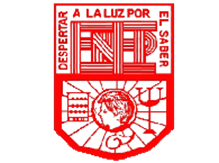 DESPERTAR A LA LUZ POR EL SABER
ENP